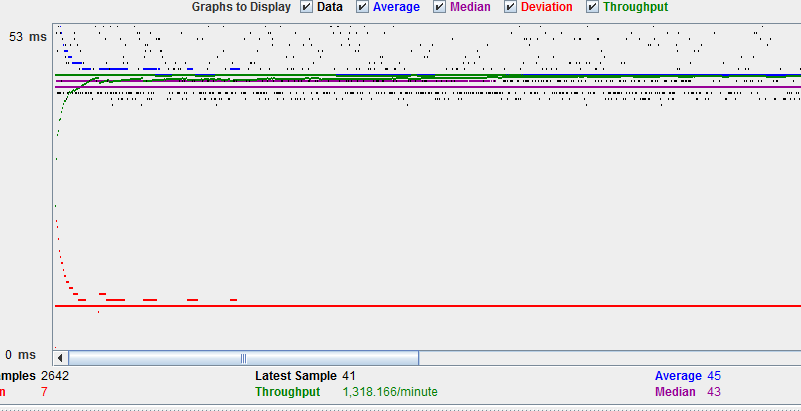 Graphs to Display Data Average Median Deviation Throughput
53 ms
0 ms
mples 2642 Latest Sample 41 Average 45
n 7 Throughput 1,318.166/minute Median 43